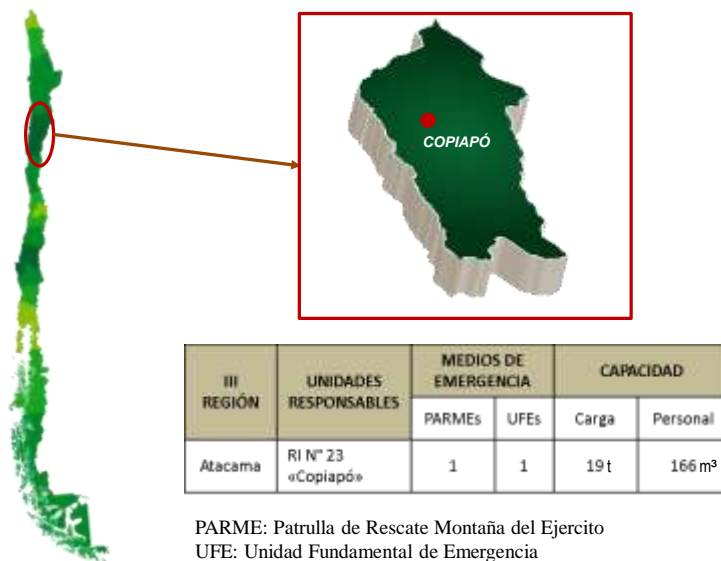 COPIAPÓ
III REGIÓN
UNIDADES RESPONSABLES
MEDIOS DE EMERGENCIA
CAPACIDAD
PARMEs UFEs Carga Personal
Atacama
RI N° 23 «Copiapó»
1 1 19 t 166 m³
PARME: Patrulla de Rescate Montaña del Ejercito
UFE: Unidad Fundamental de Emergencia